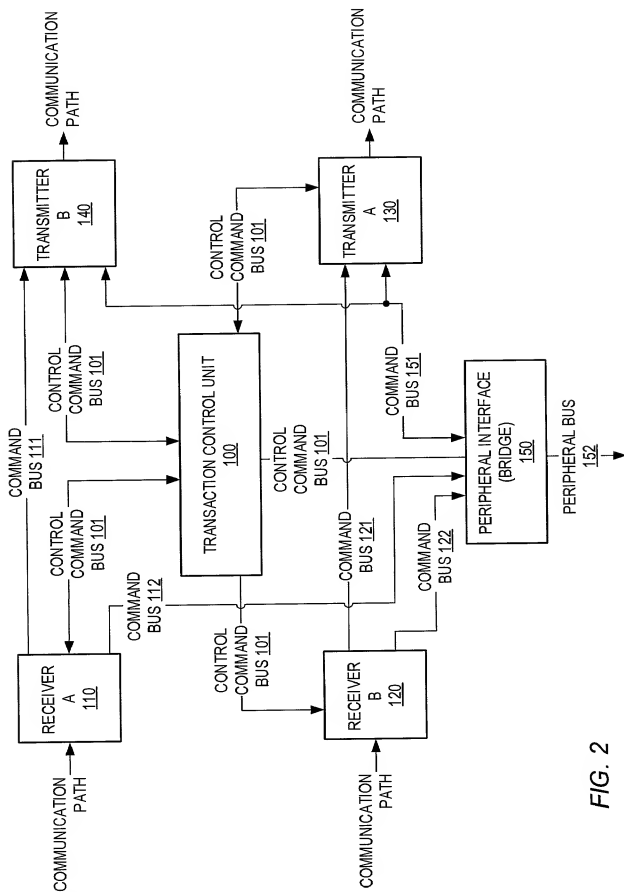 COMMUNICATION
PATH
RECEIVER
A
110
COMMAND
BUS 111
CONTROL
COMMAND
BUS 101
CONTROL
COMMAND
BUS 101
TRANSMITTER
B
140
COMMUNICATION
PATH
COMMAND
BUS 112
TRANSACTION CONTROL UNIT
100
CONTROL
COMMAND
BUS 101
CONTROL
COMMAND
BUS 101
CONTROL
COMMAND
BUS 101
COMMUNICATION
PATH
RECEIVER
B
120
COMMAND
BUS 121
COMMAND
BUS 122
COMMAND
BUS 151
TRANSMITTER
A
130
COMMUNICATION
PATH
PERIPHERAL INTERFACE
(BRIDGE)
150
PERIPHERAL BUS
152
FIG. 2